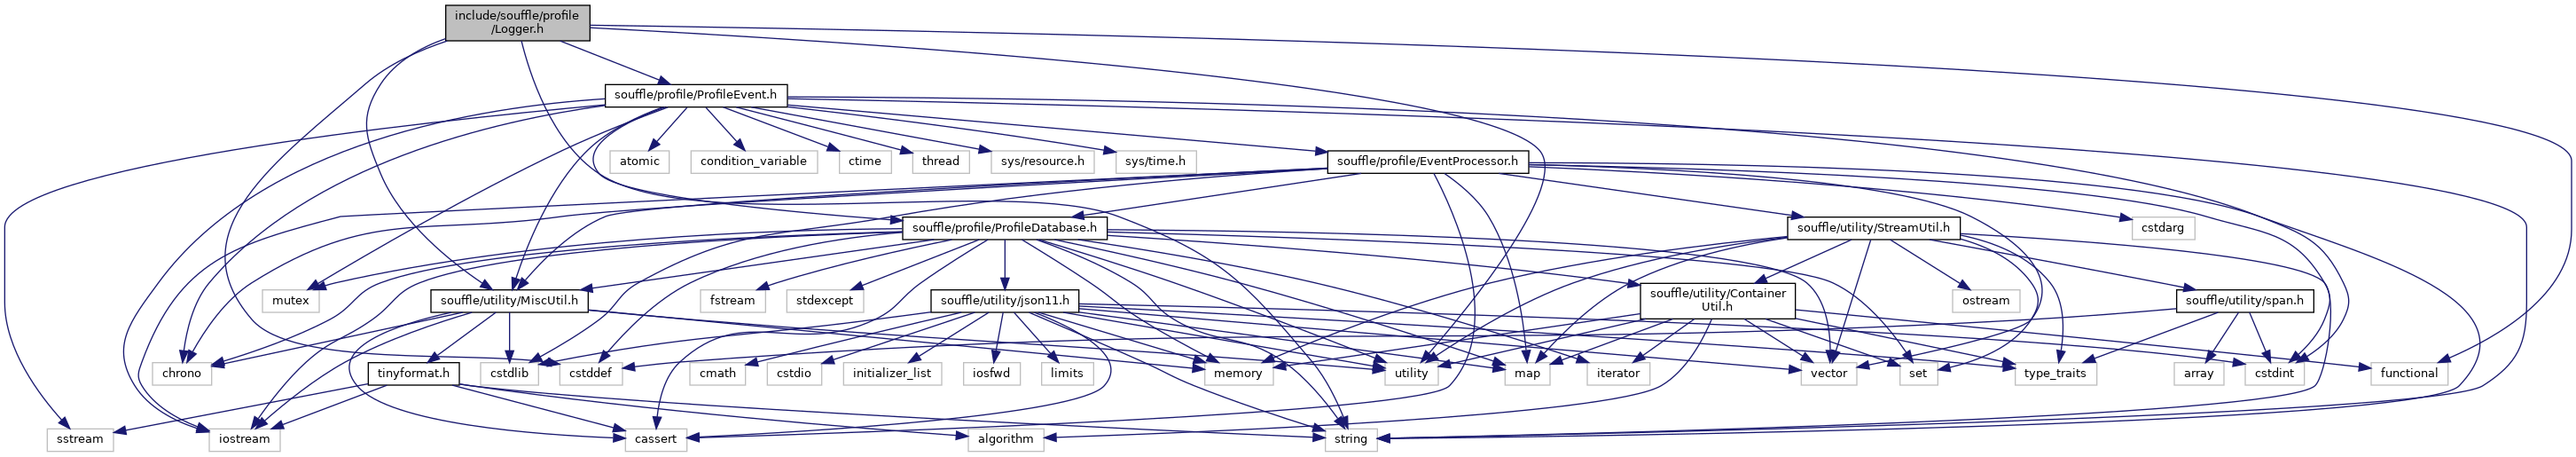 include/souffle/profile
/Logger.h
souffle/profile/ProfileEvent.h
atomic
condition_variable
ctime
thread
sys/resource.h
sys/time.h
souffle/profile/EventProcessor.h
souffle/profile/ProfileDatabase.h
souffle/utility/StreamUtil.h
cstdarg
mutex
souffle/utility/MiscUtil.h
fstream
stdexcept
souffle/utility/json11.h
souffle/utility/Container
Util.h
ostream
souffle/utility/span.h
chrono
tinyformat.h
cstdlib
cstddef
cmath
cstdio
initializer_list
iosfwd
limits
memory
utility
map
iterator
vector
set
type_traits
array
cstdint
functional
sstream
iostream
cassert
algorithm
string